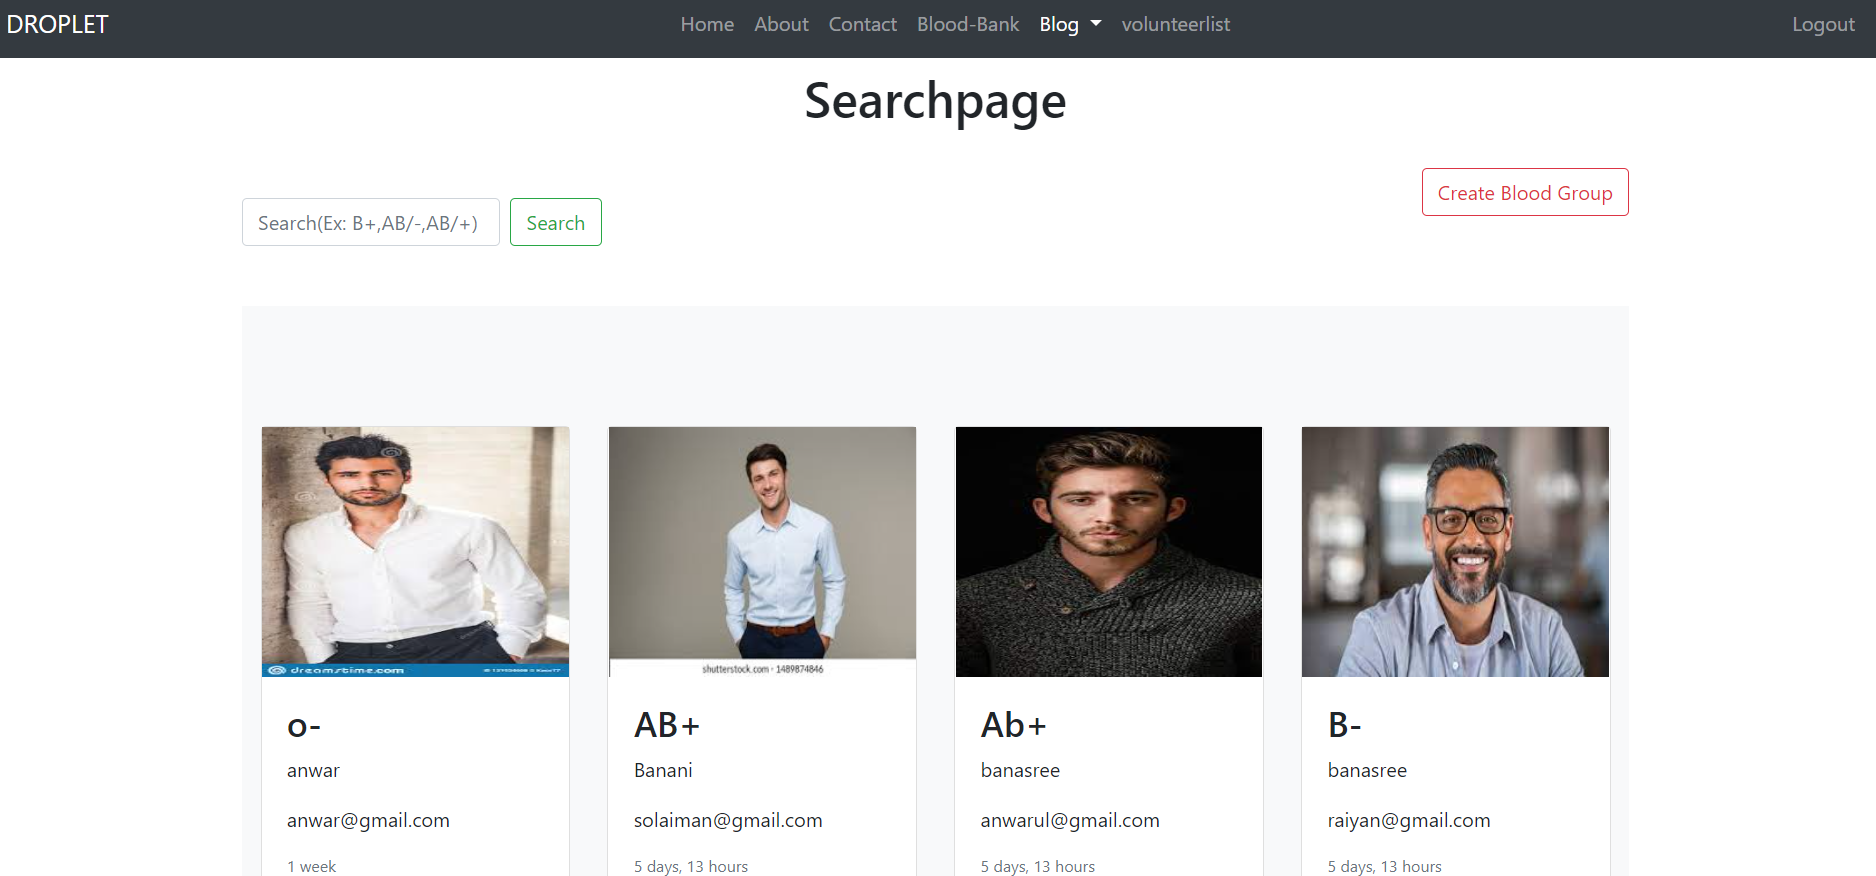 DROPLET Home About Contact Blood-Bank Blog volunteerlist Logout
Searchpage
Create Blood Group
Search(Ex: B+,AB/-,AB/+) Search
dreamstime.com
shutterstock.com · 1489874846
o-
anwar
anwar@gmail.com
1 week
AB+
Banani
solaiman@gmail.com
5 days, 13 hours
Ab+
banasree
anwarul@gmail.com
5 days, 13 hours
B-
banasree
raiyan@gmail.com
5 days, 13 hours